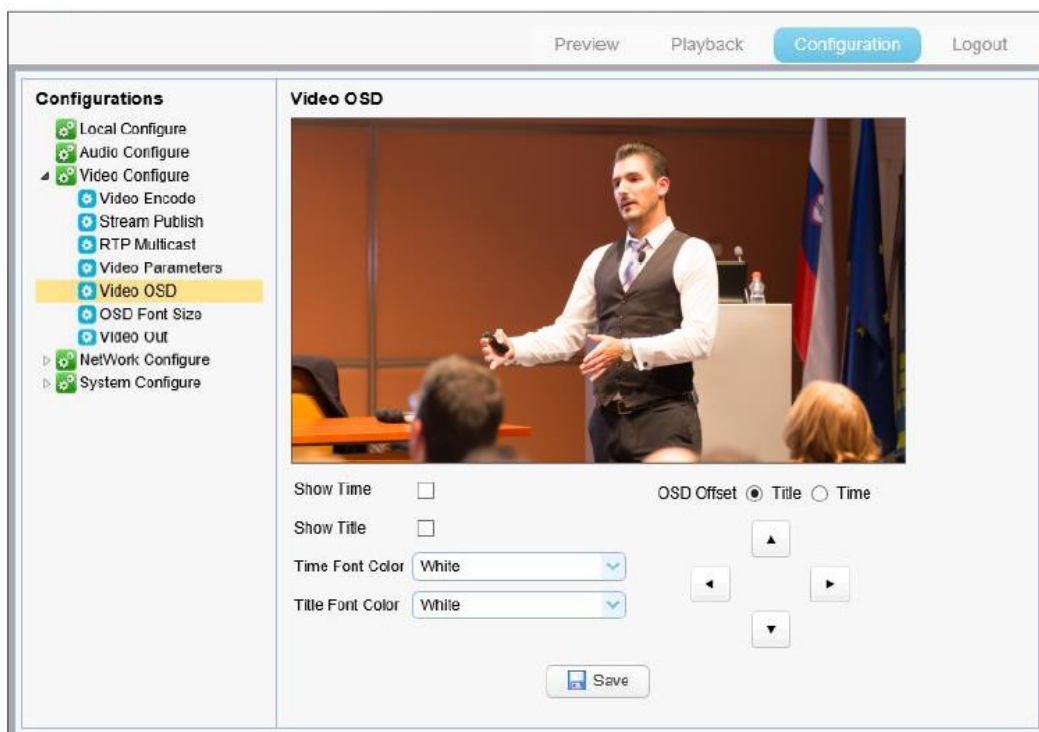 Preview Playback Configuration Logout
Configurations
Local Configure
Audio Configure
Video Configure
Video Encode
Stream Publish
RTP Multicast
Video Parameters
Video OSD
OSD Font Size
Video Out
NetWork Configure
System Configure
Video OSD
Show Time
Show Title
Time Font Color White
Title Font Color White
OSD Offset Title Time
Save